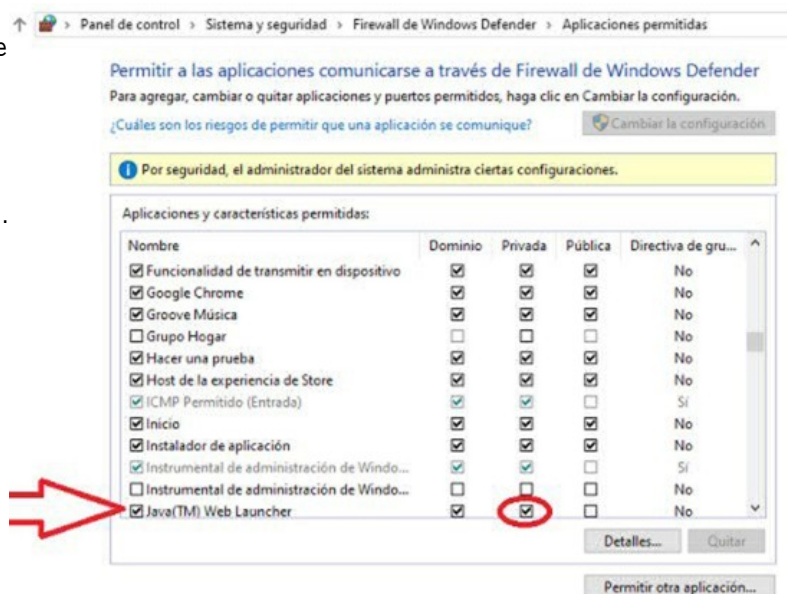 Panel de control > Sistema y seguridad > Firewall de Windows Defender > Aplicaciones permitidas
e
Permitir a las aplicaciones comunicarse a través de Firewall de Windows Defender
Para agregar, cambiar o quitar aplicaciones y puertos permitidos, haga clic en Cambiar la configuración.
¿Cuáles son los riesgos de permitir que una aplicación se comunique? Cambiar la configuración
Por seguridad, el administrador del sistema administra ciertas configuraciones.
.
Aplicaciones y características permitidas:
Nombre Dominio Privada Pública Directiva de gru...
Funcionalidad de transmitir en dispositivo No
Google Chrome No
Groove Música No
Grupo Hogar No
Hacer una prueba No
Host de la experiencia de Store No
ICMP Permitido (Entrada) Sí
Inicio No
Instalador de aplicación No
Instrumental de administración de Windo... Sí
Instrumental de administración de Windo... No
Java(TM) Web Launcher No
Detalles... Quitar
Permitir otra aplicación...